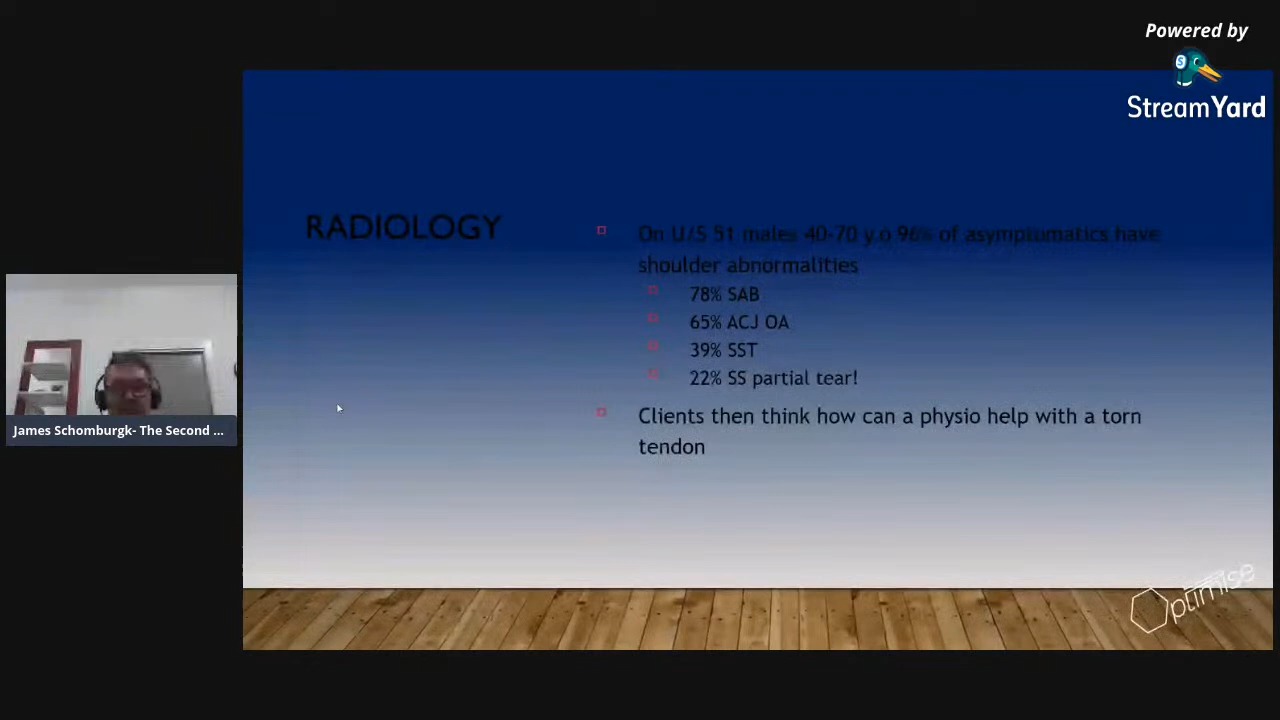 Powered by
StreamYard
RADIOLOGY
On U/S 51 males 40-70 y.o 96% of asymptomatics have
shoulder abnormalities
78% SAB
65% ACJ OA
39% SST
22% SS partial tear!
Clients then think how can a physio help with a torn
tendon
James Schomburgk- The Second ...
Optimise